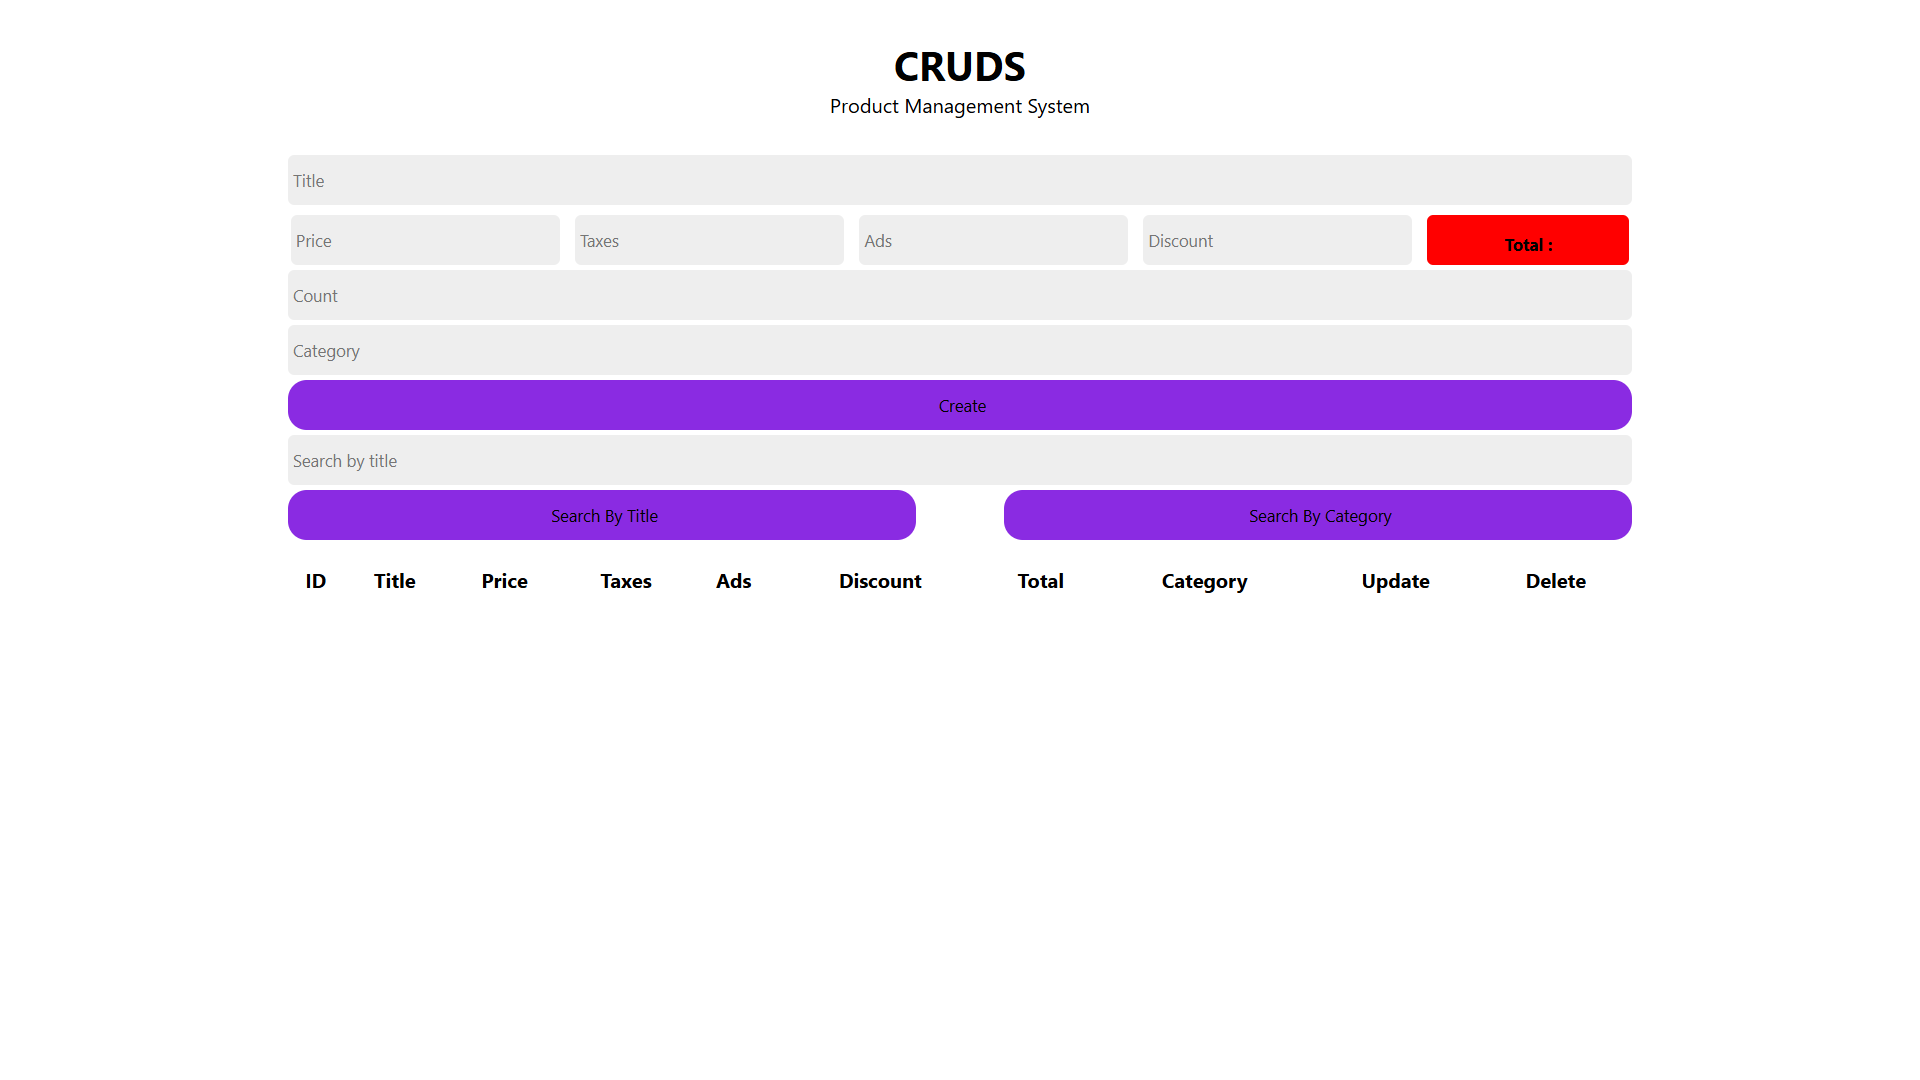 CRUDS
Product Management System
Title
Price Taxes Ads Discount Total :
Count
Category
Create
Search by title
Search By Title Search By Category
ID Title Price Taxes Ads Discount Total Category Update Delete